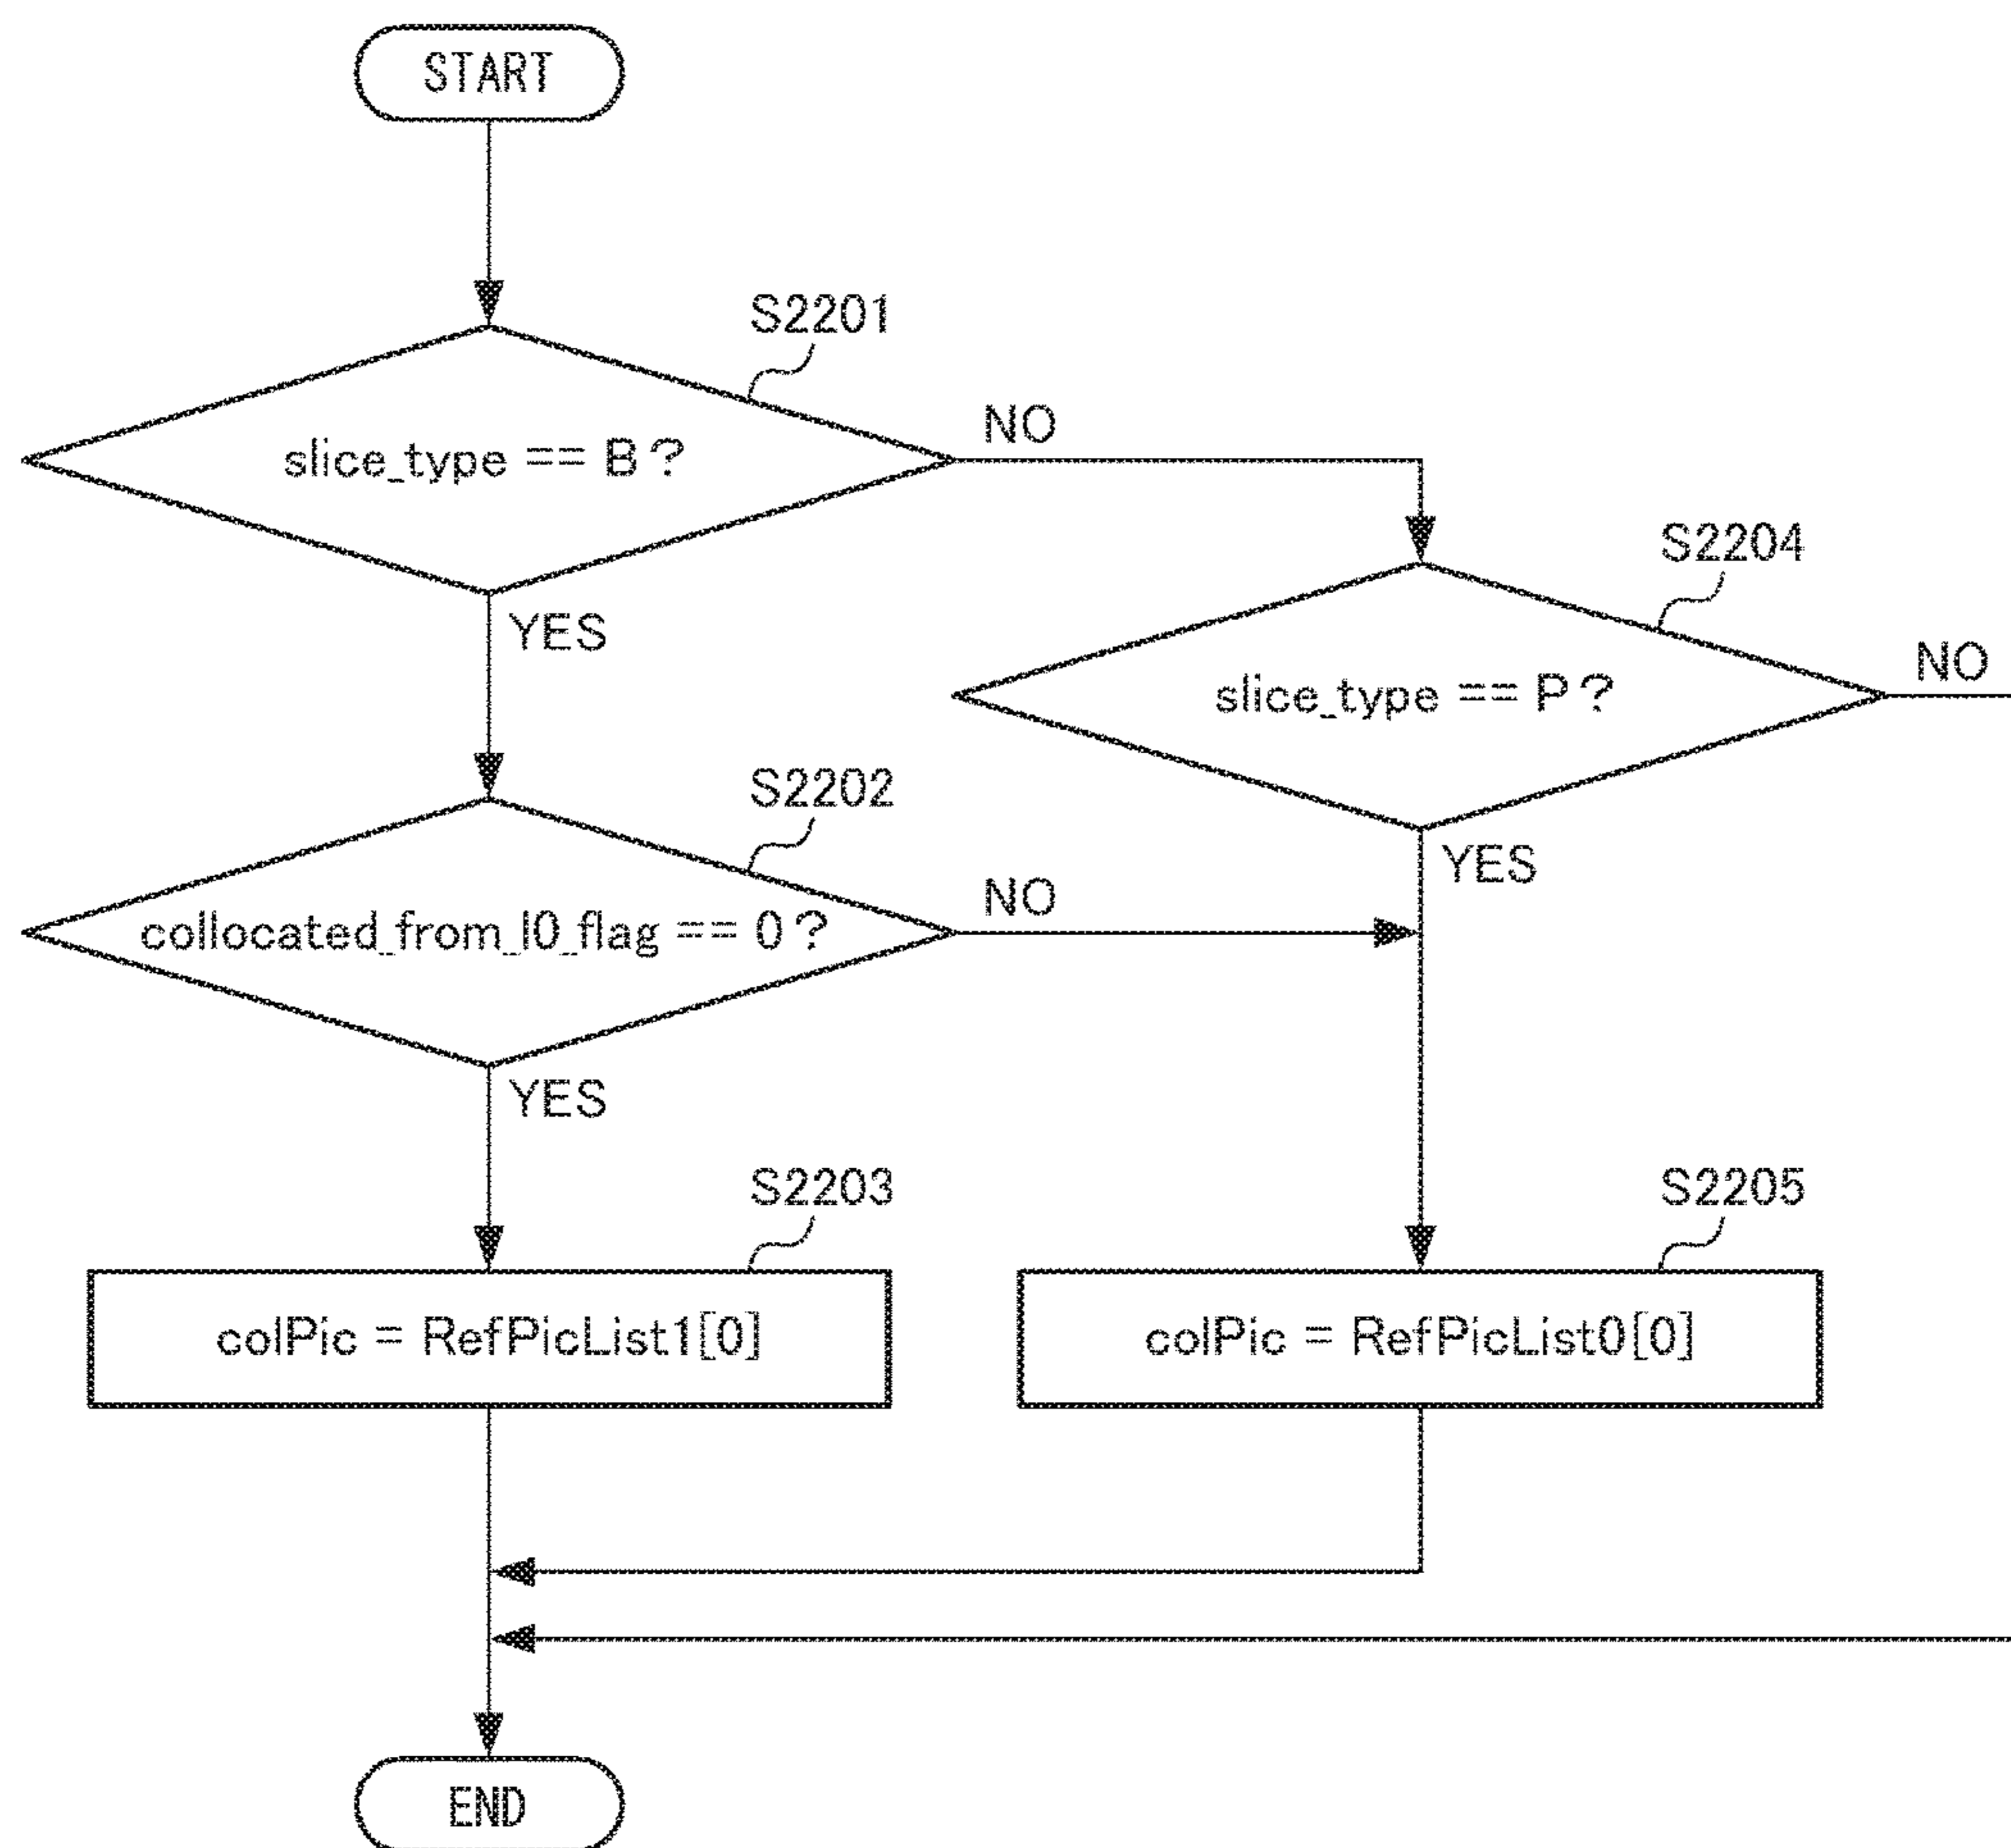 START
S2201
slice_type == B ?
NO
YES
S2204
slice_type == P ?
NO
YES
S2202
collocated_from_l0_flag == 0 ?
NO
YES
S2203
colPic = RefPicList1[0]
S2205
colPic = RefPicList0[0]
END